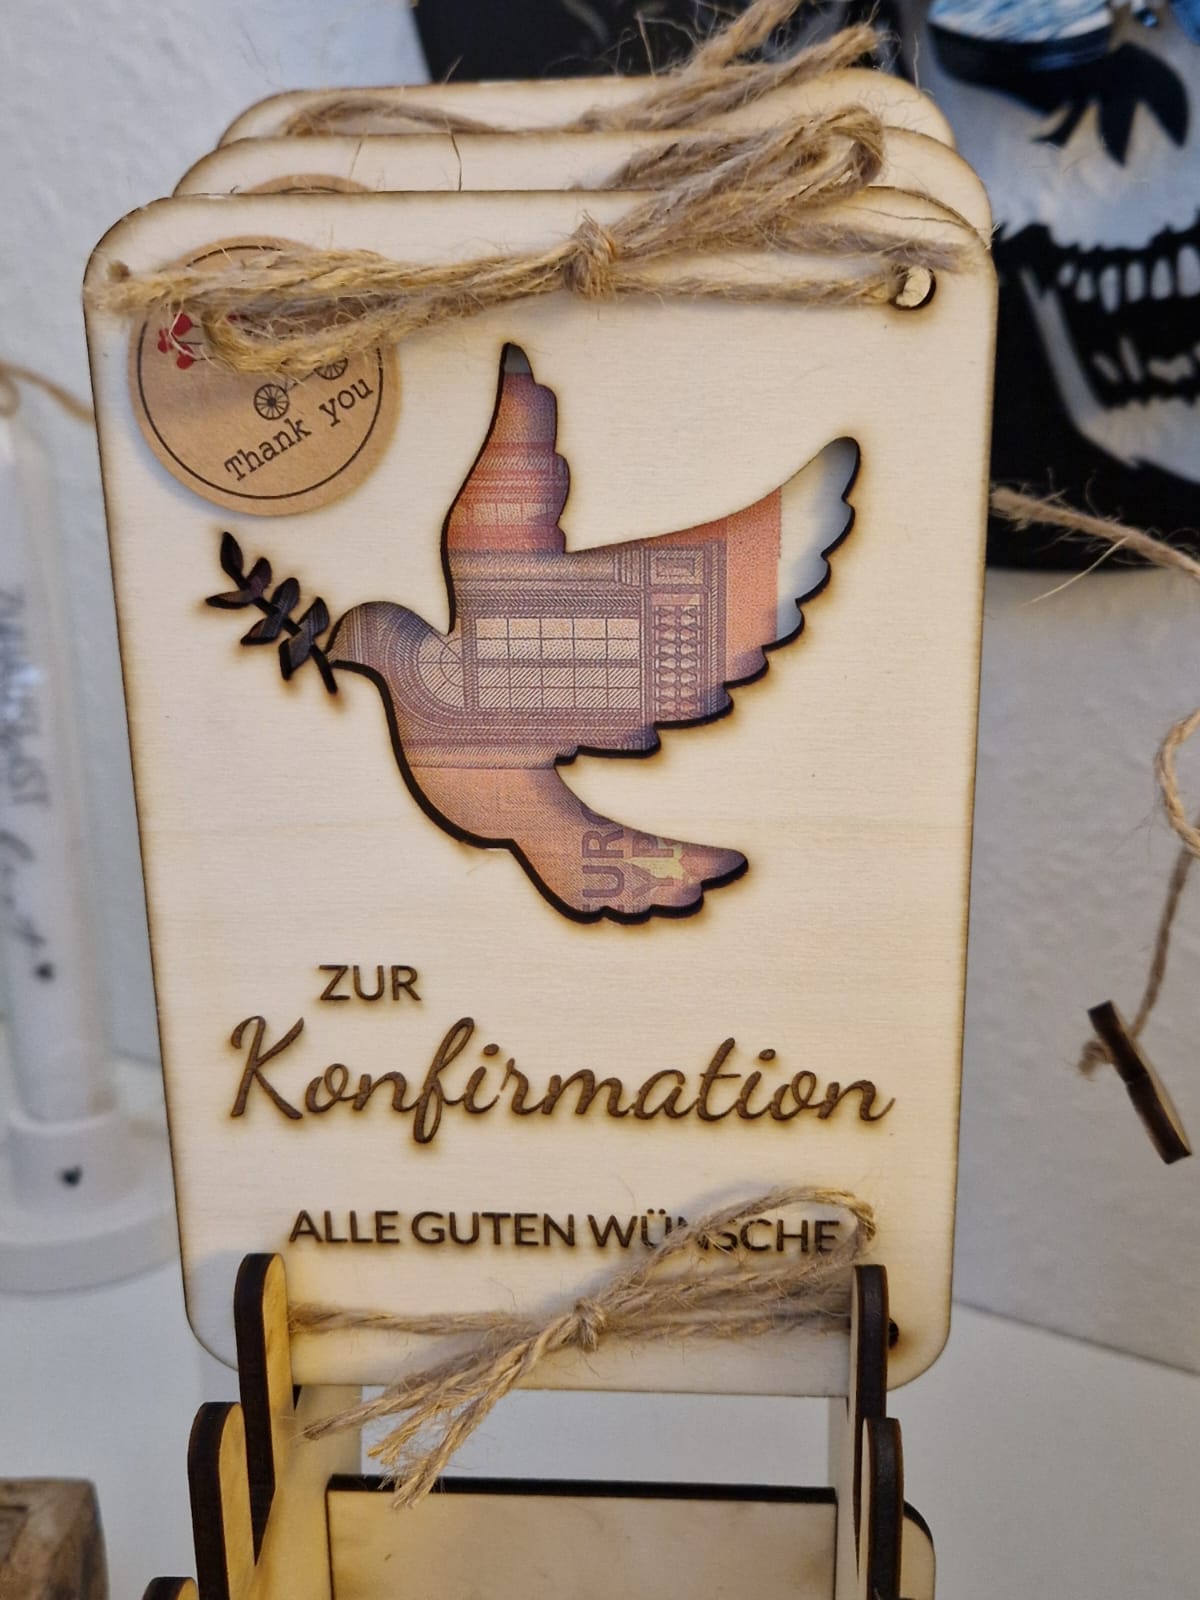 Thank you
EURO
ZUR
Konfirmation
ALLE GUTEN WÜNSCHE